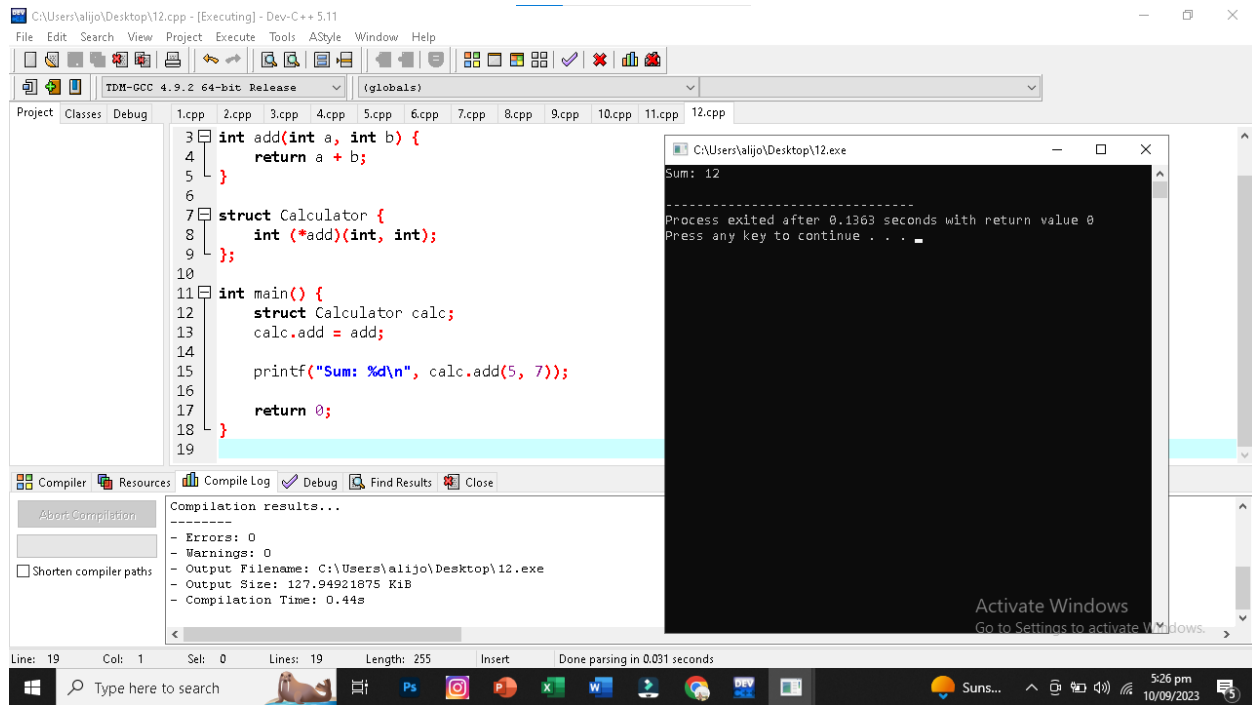 C:\Users\alijo\Desktop\12.cpp - [Executing] - Dev-C++ 5.11
File Edit Search View Project Execute Tools AStyle Window Help
TDM-GCC 4.9.2 64-bit Release (globals)
Project Classes Debug 1.cpp 2.cpp 3.cpp 4.cpp 5.cpp 6.cpp 7.cpp 8.cpp 9.cpp 10.cpp 11.cpp 12.cpp
3 int add(int a, int b) {
4     return a + b;
5 }
6
7 struct Calculator {
8     int (*add)(int, int);
9 };
10
11 int main() {
12     struct Calculator calc;
13     calc.add = add;
14
15     printf("Sum: %d\n", calc.add(5, 7));
16
17     return 0;
18 }
19
C:\Users\alijo\Desktop\12.exe
Sum: 12
--------------------------------
Process exited after 0.1363 seconds with return value 0
Press any key to continue . . .
Compiler Resources Compile Log Debug Find Results Close
Abort Compilation
Shorten compiler paths
Compilation results...
--------
- Errors: 0
- Warnings: 0
- Output Filename: C:\Users\alijo\Desktop\12.exe
- Output Size: 127.94921875 KiB
- Compilation Time: 0.44s
Activate Windows
Go to Settings to activate Windows.
Line: 19 Col: 1 Sel: 0 Lines: 19 Length: 255 Insert Done parsing in 0.031 seconds
Type here to search
Ps
DEV
Suns...
5:26 pm
10/09/2023
5